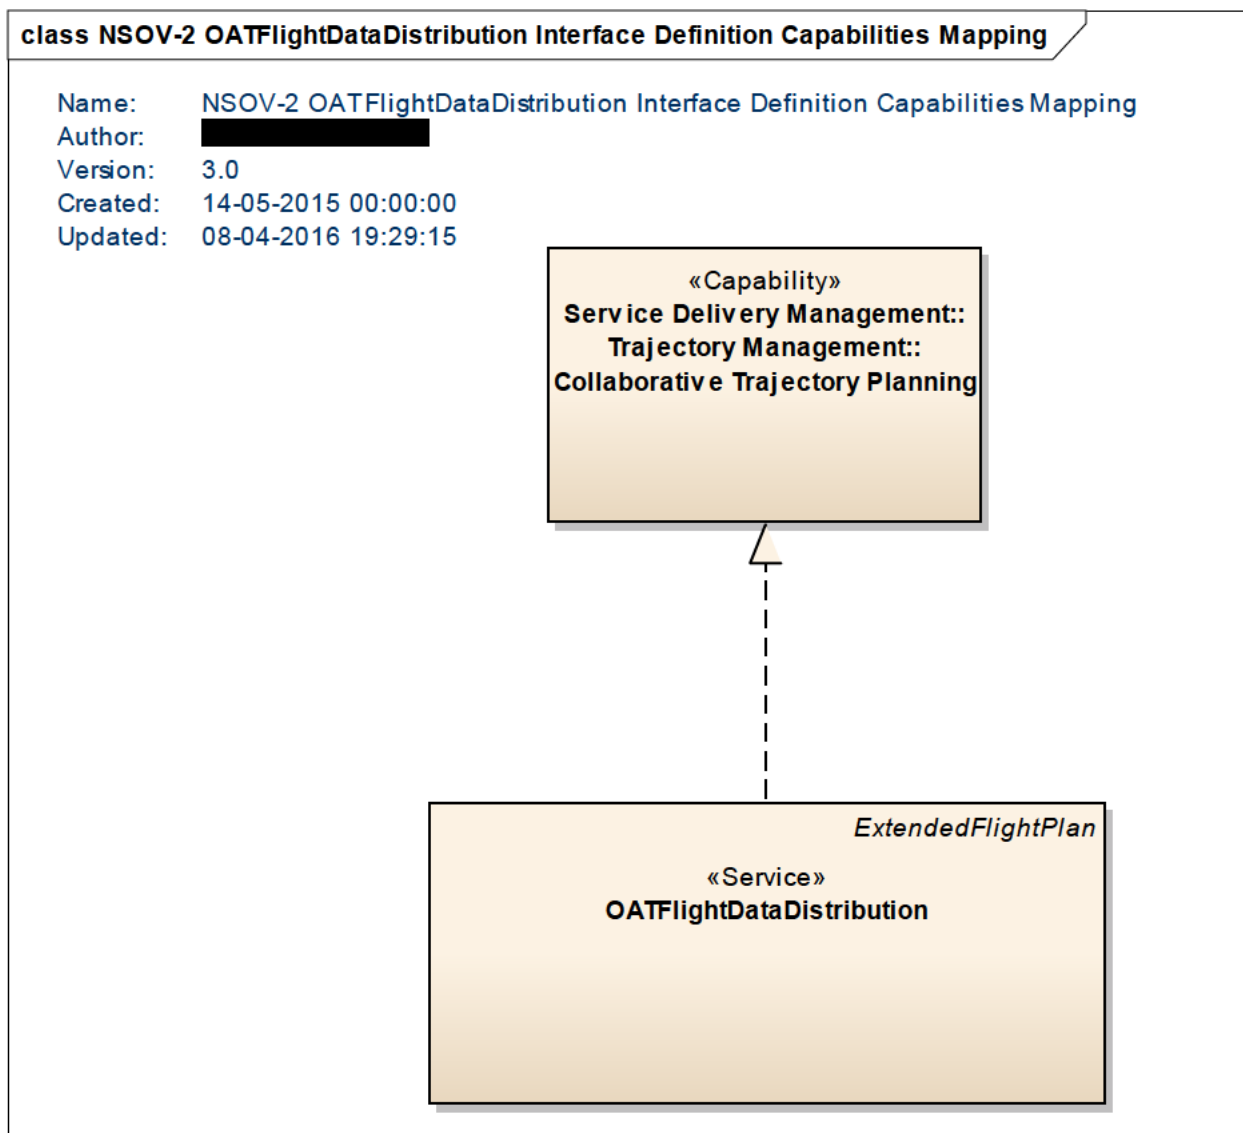 class NSOV-2 OATFlightDataDistribution Interface Definition Capabilities Mapping
Name: NSOV-2 OATFlightDataDistribution Interface Definition Capabilities Mapping
Author:
Version: 3.0
Created: 14-05-2015 00:00:00
Updated: 08-04-2016 19:29:15
«Capability»
Service Delivery Management::
Trajectory Management::
Collaborative Trajectory Planning
ExtendedFlightPlan
«Service»
OATFlightDataDistribution